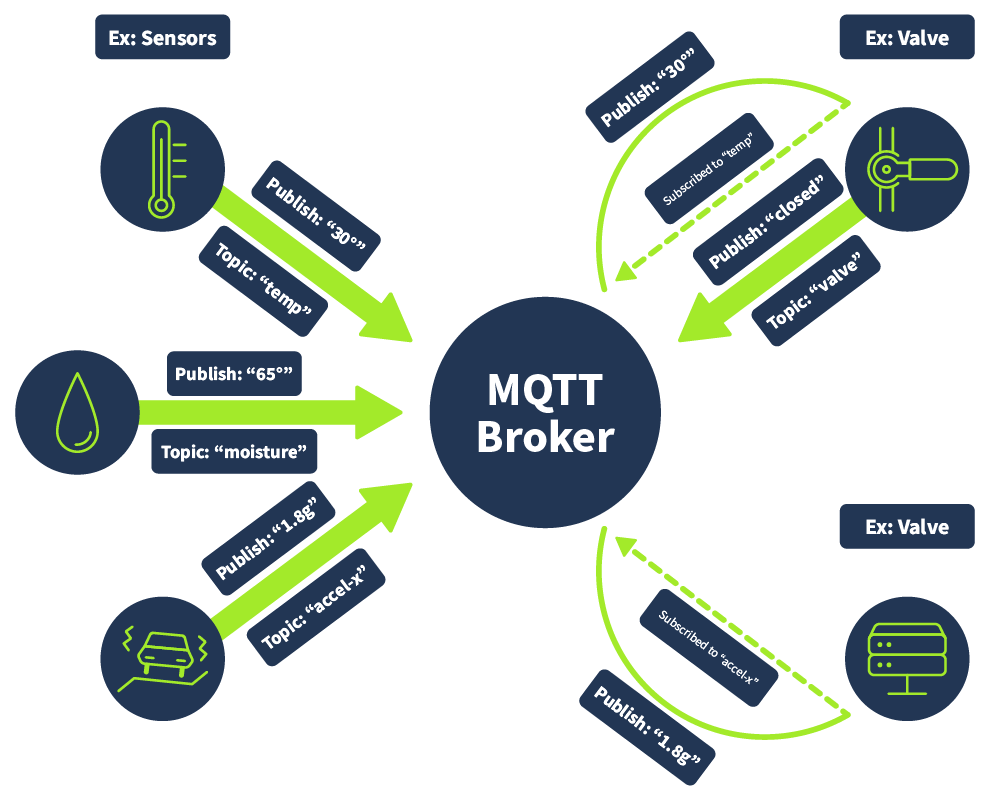 Ex: Sensors
Ex: Valve
Publish: “30°”
Topic: “temp”
Publish: “65°”
Topic: “moisture”
Publish: “1.8g”
Topic: “accel-x”
MQTT
Broker
Publish: “30°”
Subscribed to “temp”
Publish: “closed”
Topic: “valve”
Ex: Valve
Subscribed to “accel-x”
Publish: “1.8g”